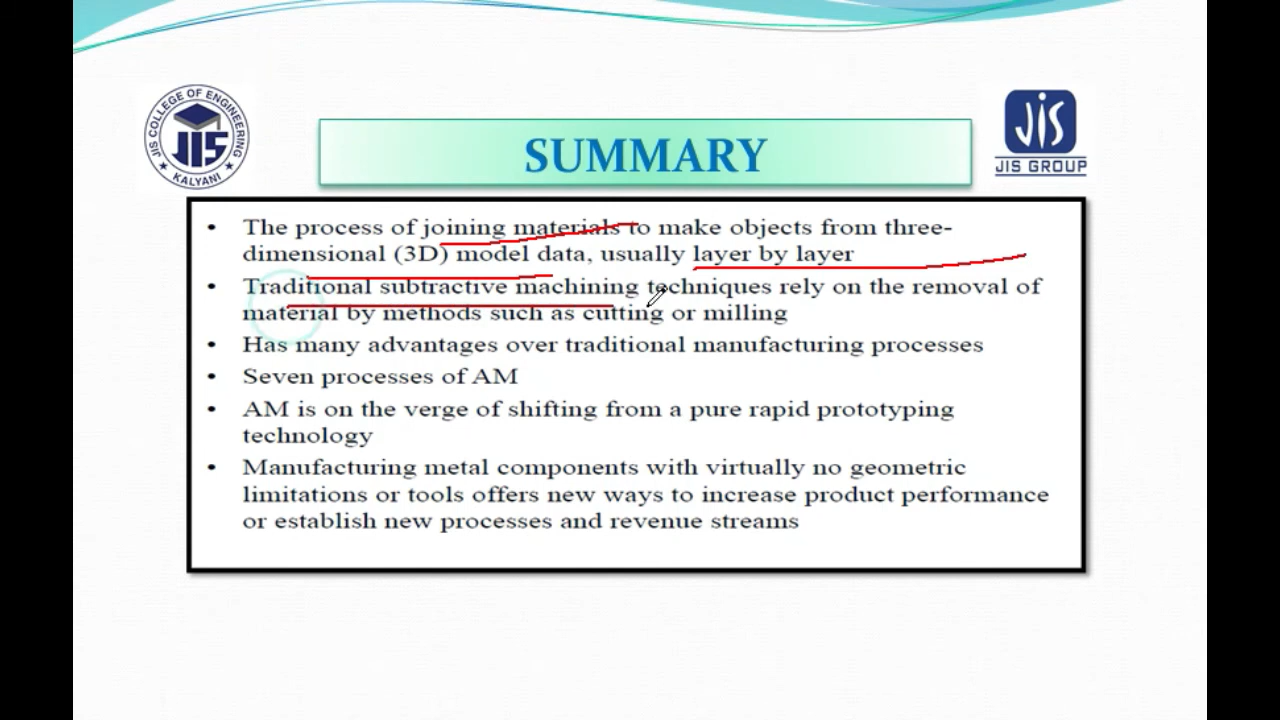 JIS COLLEGE OF ENGINEERING
JIS
KALYANI
SUMMARY
JIS
JIS GROUP
• The process of joining materials to make objects from three-
dimensional (3D) model data, usually layer by layer
• Traditional subtractive machining techniques rely on the removal of
material by methods such as cutting or milling
• Has many advantages over traditional manufacturing processes
• Seven processes of AM
• AM is on the verge of shifting from a pure rapid prototyping
technology
• Manufacturing metal components with virtually no geometric
limitations or tools offers new ways to increase product performance
or establish new processes and revenue streams